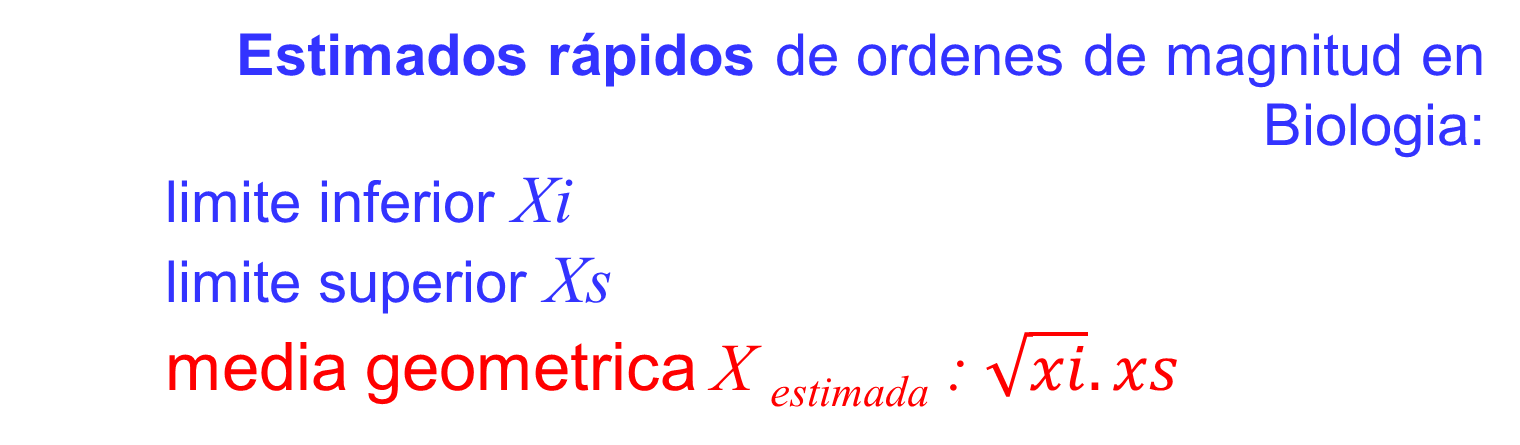 Estimados rápidos de ordenes de magnitud en
Biologia:
limite inferior Xi
limite superior Xs
media geometrica X estimada : √xi. xs